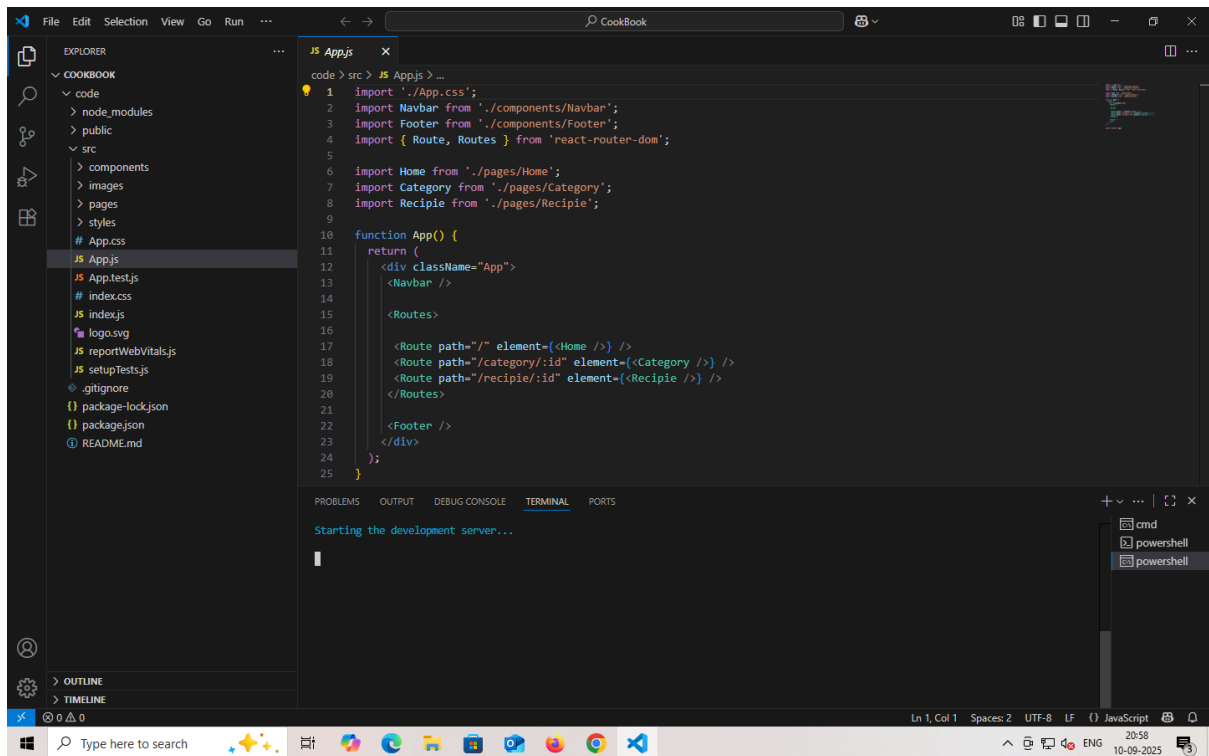 File Edit Selection View Go Run ···
CookBook
EXPLORER
COOKBOOK
code
node_modules
public
src
components
images
pages
styles
# App.css
JS App.js
JS App.test.js
# index.css
JS index.js
logo.svg
JS reportWebVitals.js
JS setupTests.js
.gitignore
{} package-lock.json
{} package.json
README.md
OUTLINE
TIMELINE
JS App.js
code > src > JS App.js > ...
1 import './App.css';
2 import Navbar from './components/Navbar';
3 import Footer from './components/Footer';
4 import { Route, Routes } from 'react-router-dom';
5
6 import Home from './pages/Home';
7 import Category from './pages/Category';
8 import Recipie from './pages/Recipie';
9
10 function App() {
11 return (
12 <div className="App">
13 <Navbar />
14
15 <Routes>
16
17 <Route path="/" element={<Home />} />
18 <Route path="/category/:id" element={<Category />} />
19 <Route path="/recipie/:id" element={<Recipie />} />
20 </Routes>
21
22 <Footer />
23 </div>
24 );
25 }
PROBLEMS OUTPUT DEBUG CONSOLE TERMINAL PORTS
Starting the development server...
cmd
powershell
powershell
0 0 Ln 1, Col 1 Spaces: 2 UTF-8 LF {} JavaScript
Type here to search
ENG
20:58
10-09-2025
3